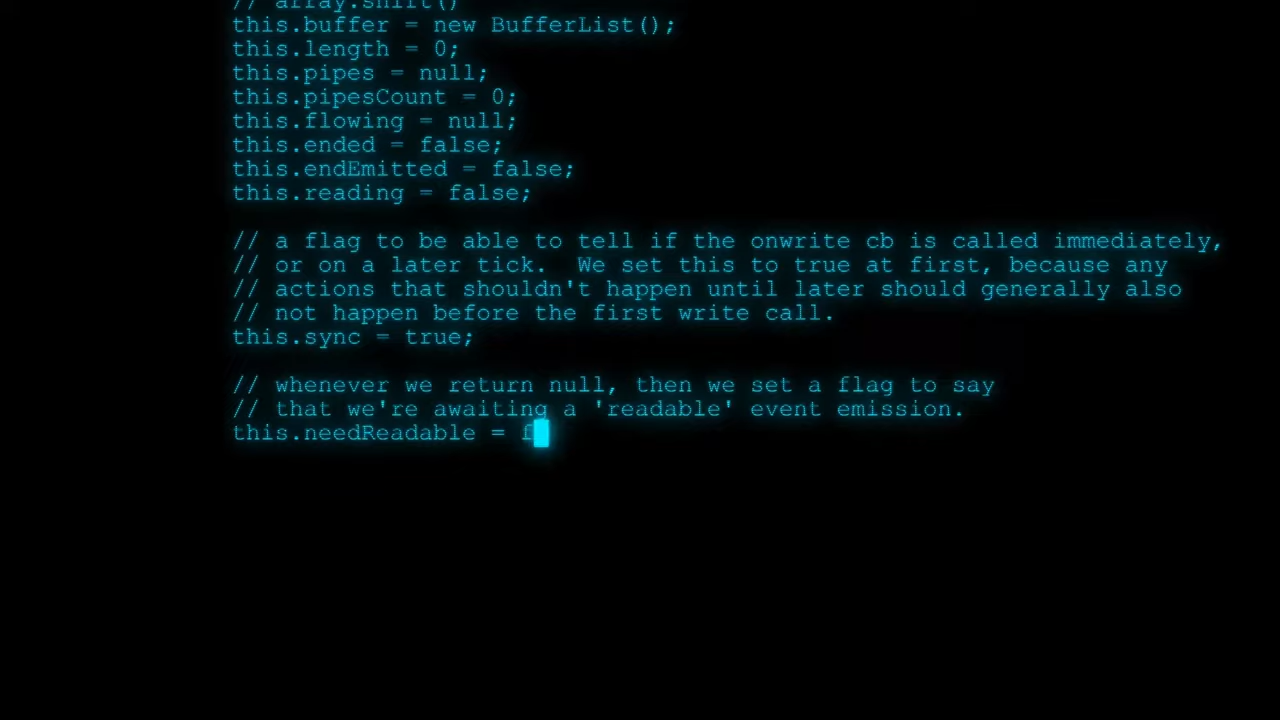 // array.shift()
this.buffer = new BufferList();
this.length = 0;
this.pipes = null;
this.pipesCount = 0;
this.flowing = null;
this.ended = false;
this.endEmitted = false;
this.reading = false;
// a flag to be able to tell if the onwrite cb is called immediately,
// or on a later tick.  We set this to true at first, because any
// actions that shouldn't happen until later should generally also
// not happen before the first write call.
this.sync = true;
// whenever we return null, then we set a flag to say
// that we're awaiting a 'readable' event emission.
this.needReadable = f